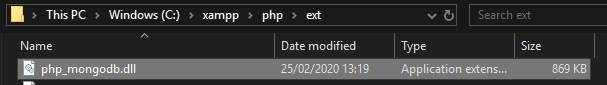 This PC > Windows (C:) > xampp > php > ext
Search ext
Name Date modified Type Size
php_mongodb.dll 25/02/2020 13:19 Application extens... 869 KB